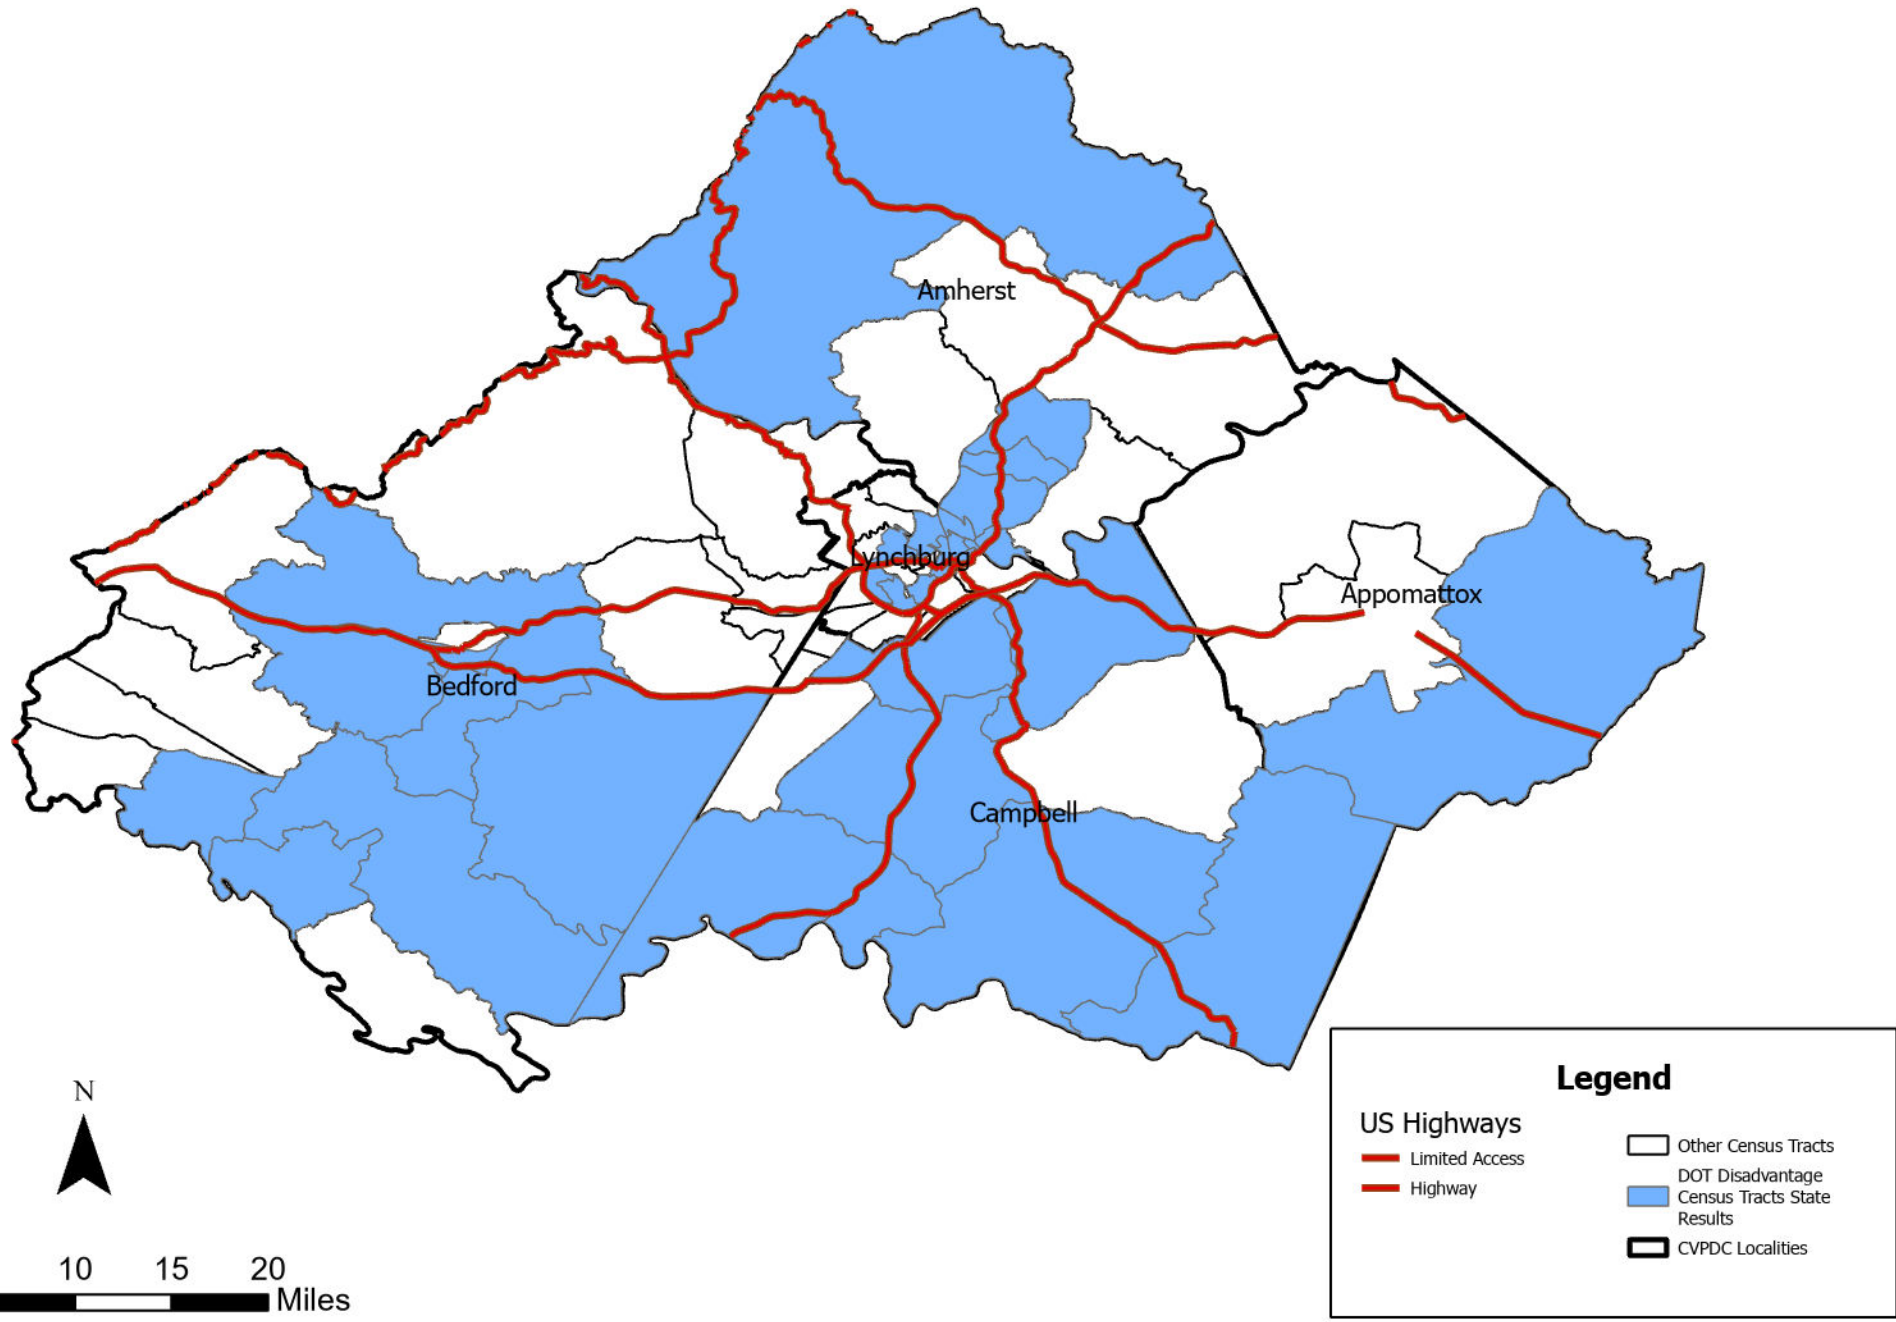 Amherst
Lynchburg
Appomattox
Bedford
Campbell
N
10 15 20
Miles
Legend
US Highways
Limited Access
Highway
Other Census Tracts
DOT Disadvantage
Census Tracts State
Results
CVPDC Localities